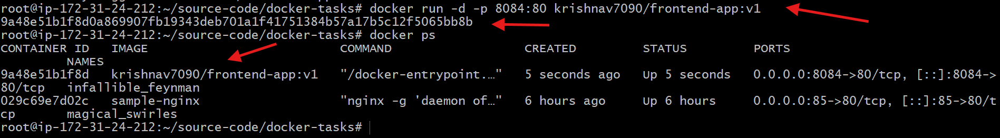 root@ip-172-31-24-212:~/source-code/docker-tasks# docker run -d -p 8084:80 krishnav7090/frontend-app:v1
9a48e51b1f8d0a869907fb19343deb701a1f41751384b57a17b5c12f5065bb8b
root@ip-172-31-24-212:~/source-code/docker-tasks# docker ps
CONTAINER ID   IMAGE                          COMMAND                  CREATED         STATUS         PORTS
         NAMES
9a48e51b1f8d   krishnav7090/frontend-app:v1   "/docker-entrypoint.…"   5 seconds ago   Up 5 seconds   0.0.0.0:8084->80/tcp, [::]:8084->
80/tcp   infallible_feynman
029c69e7d02c   sample-nginx                   "nginx -g 'daemon of…"   6 hours ago     Up 6 hours     0.0.0.0:85->80/tcp, [::]:85->80/t
cp       magical_swirles
root@ip-172-31-24-212:~/source-code/docker-tasks#